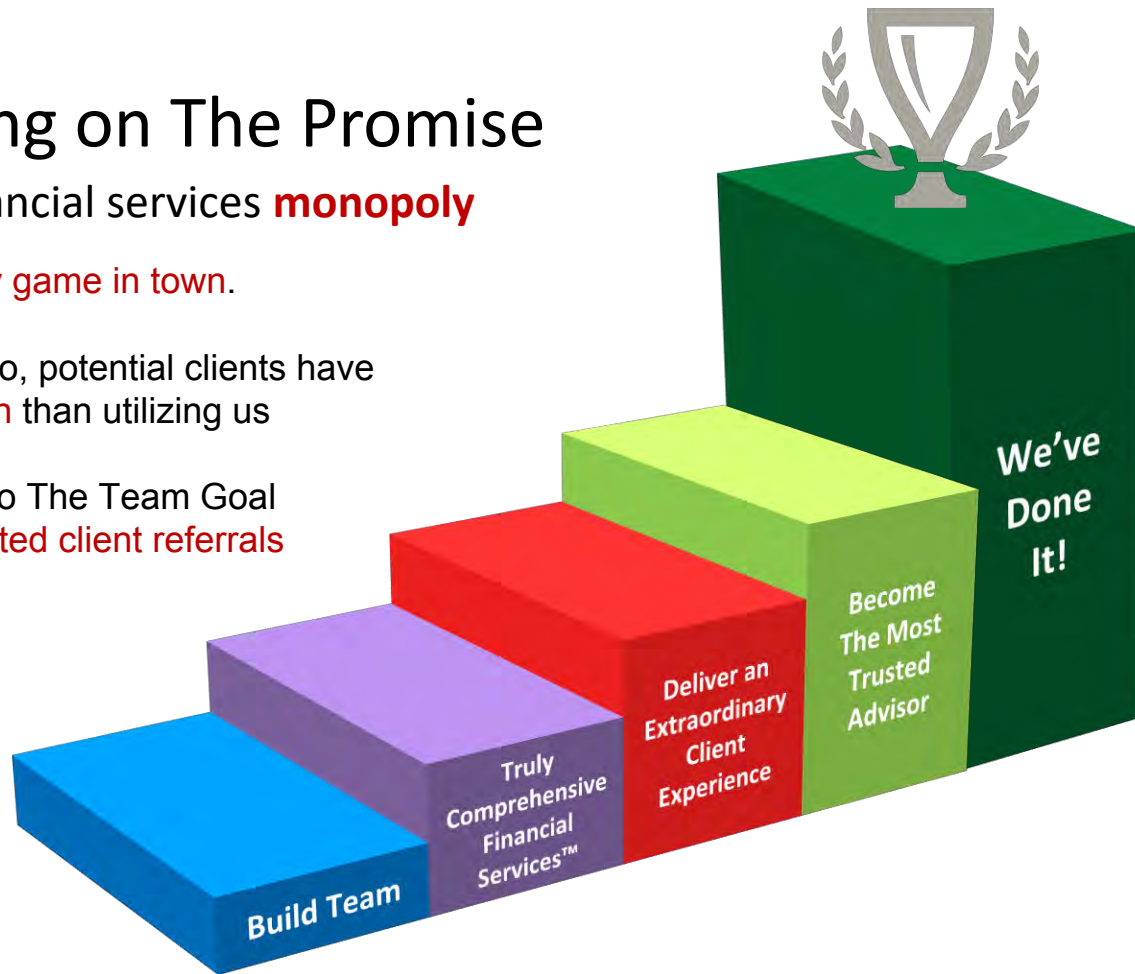 ng on The Promise
ancial services monopoly
y game in town.
o, potential clients have
n than utilizing us
o The Team Goal
ted client referrals
We've
Done
It!
Become
The Most
Trusted
Advisor
Deliver an
Extraordinary
Client
Experience
Truly
Comprehensive
Financial
Services™
Build Team